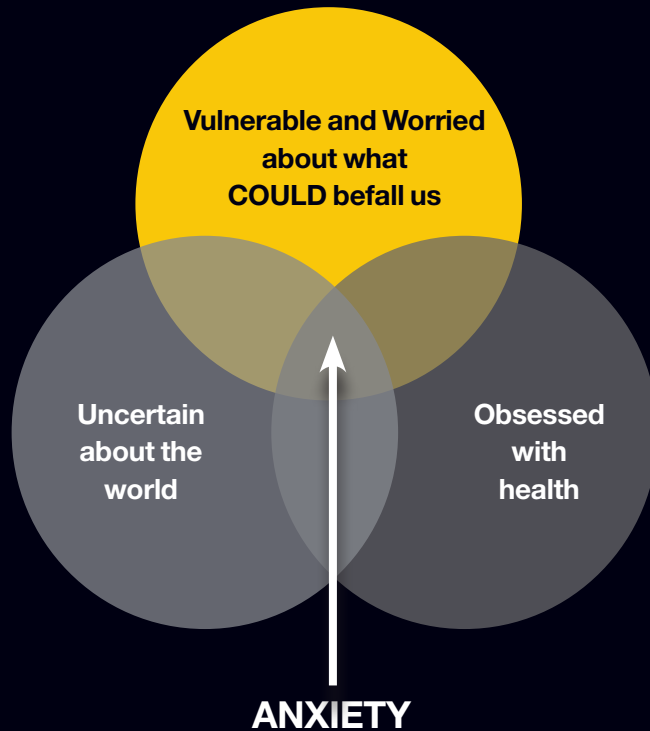 Vulnerable and Worried
about what
COULD befall us
Uncertain
about the
world
Obsessed
with
health
ANXIETY